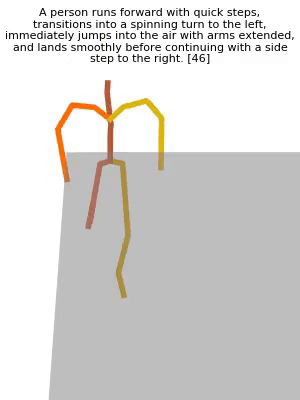 A person runs forward with quick steps,
transitions into a spinning turn to the left,
immediately jumps into the air with arms extended,
and lands smoothly before continuing with a side
step to the right. [46]